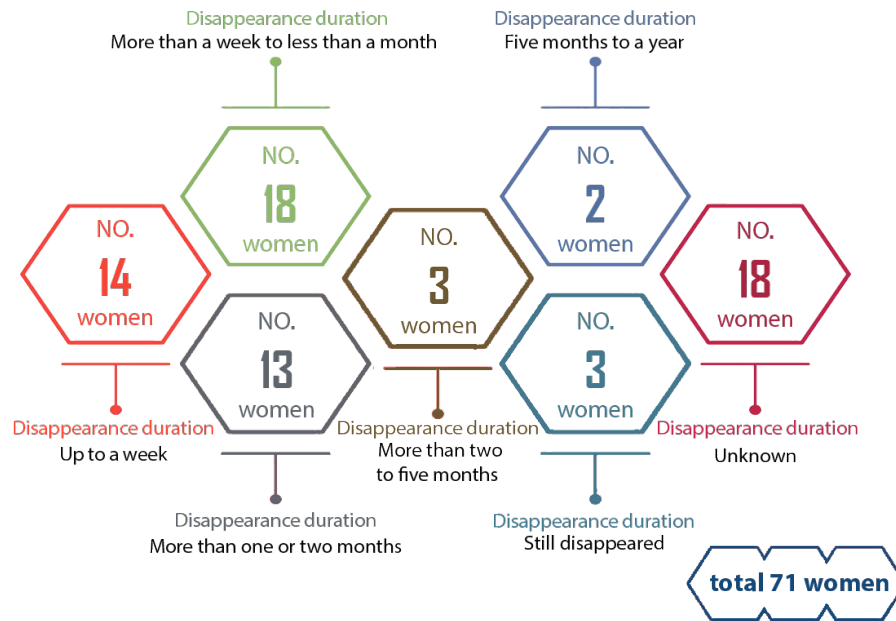 Disappearance duration
More than a week to less than a month
Disappearance duration
Five months to a year
NO.
18
women
NO.
2
women
NO.
14
women
NO.
3
women
NO.
18
women
NO.
13
women
NO.
3
women
Disappearance duration
Up to a week
Disappearance duration
More than two
to five months
Disappearance duration
Unknown
Disappearance duration
More than one or two months
Disappearance duration
Still disappeared
total 71 women